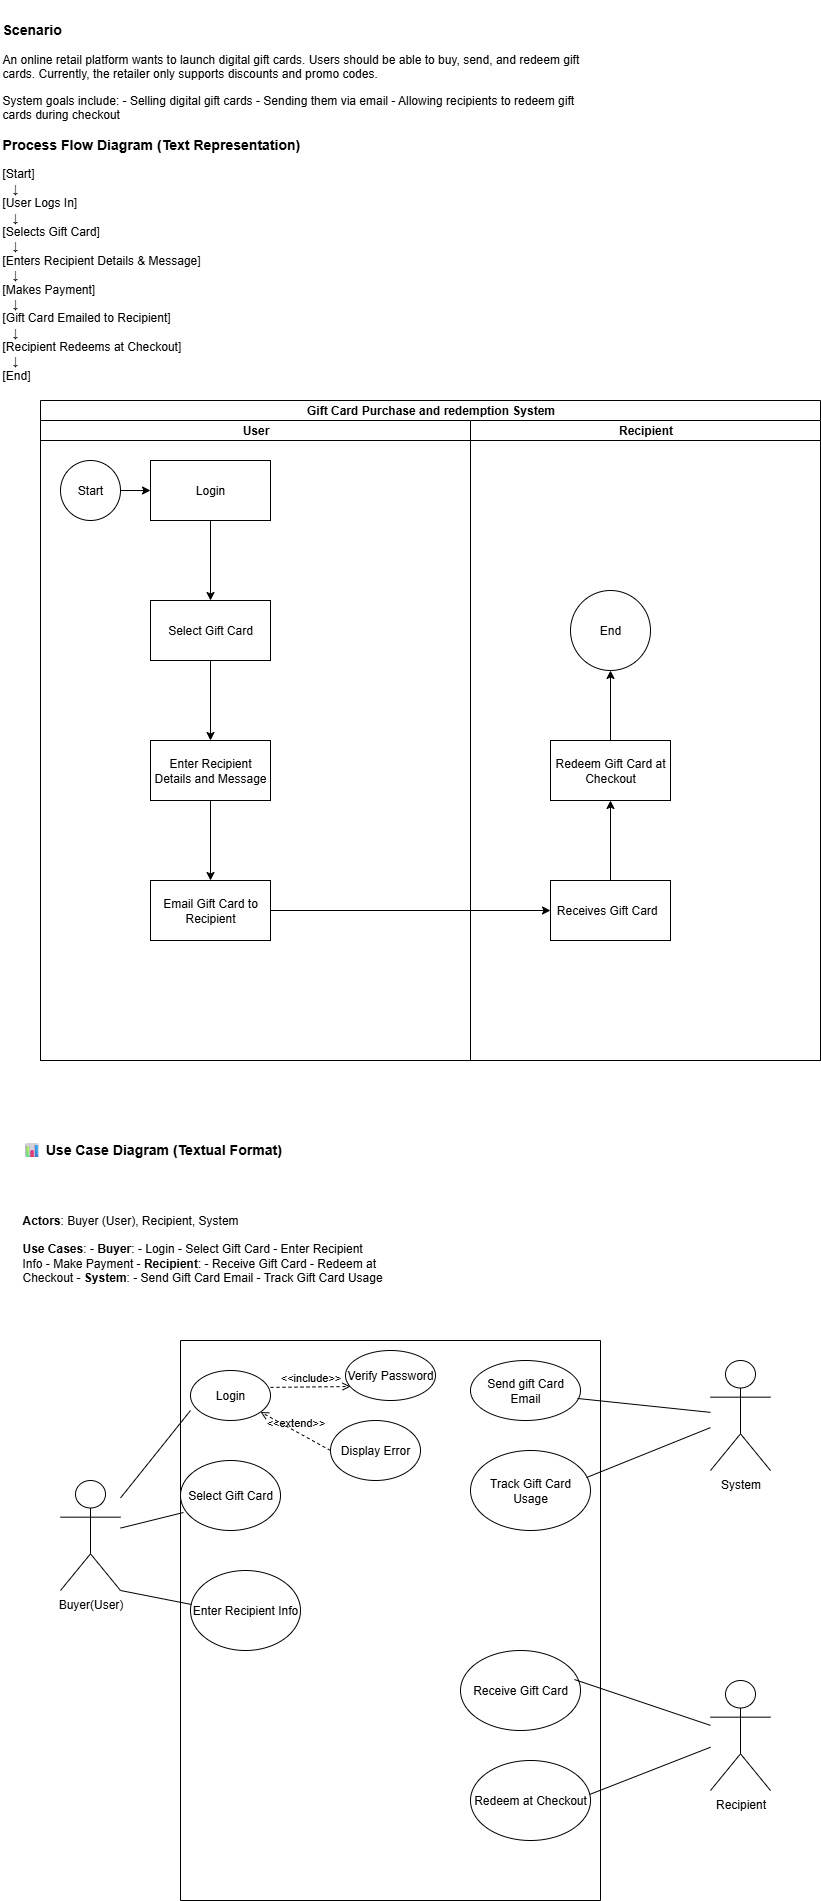 Scenario
An online retail platform wants to launch digital gift cards. Users should be able to buy, send, and redeem gift
cards. Currently, the retailer only supports discounts and promo codes.
System goals include: - Selling digital gift cards - Sending them via email - Allowing recipients to redeem gift
cards during checkout
Process Flow Diagram (Text Representation)
[Start]
↓
[User Logs In]
↓
[Selects Gift Card]
↓
[Enters Recipient Details & Message]
↓
[Makes Payment]
↓
[Gift Card Emailed to Recipient]
↓
[Recipient Redeems at Checkout]
↓
[End]
Gift Card Purchase and redemption System
User
Recipient
Start
Login
Select Gift Card
End
Enter Recipient
Details and Message
Redeem Gift Card at
Checkout
Email Gift Card to
Recipient
Receives Gift Card
📊 Use Case Diagram (Textual Format)
Actors: Buyer (User), Recipient, System
Use Cases: - Buyer: - Login - Select Gift Card - Enter Recipient
Info - Make Payment - Recipient: - Receive Gift Card - Redeem at
Checkout - System: - Send Gift Card Email - Track Gift Card Usage
Login
<<include>>
Verify Password
<<extend>>
Display Error
Send gift Card
Email
Track Gift Card
Usage
System
Select Gift Card
Buyer(User)
Enter Recipient Info
Receive Gift Card
Redeem at Checkout
Recipient